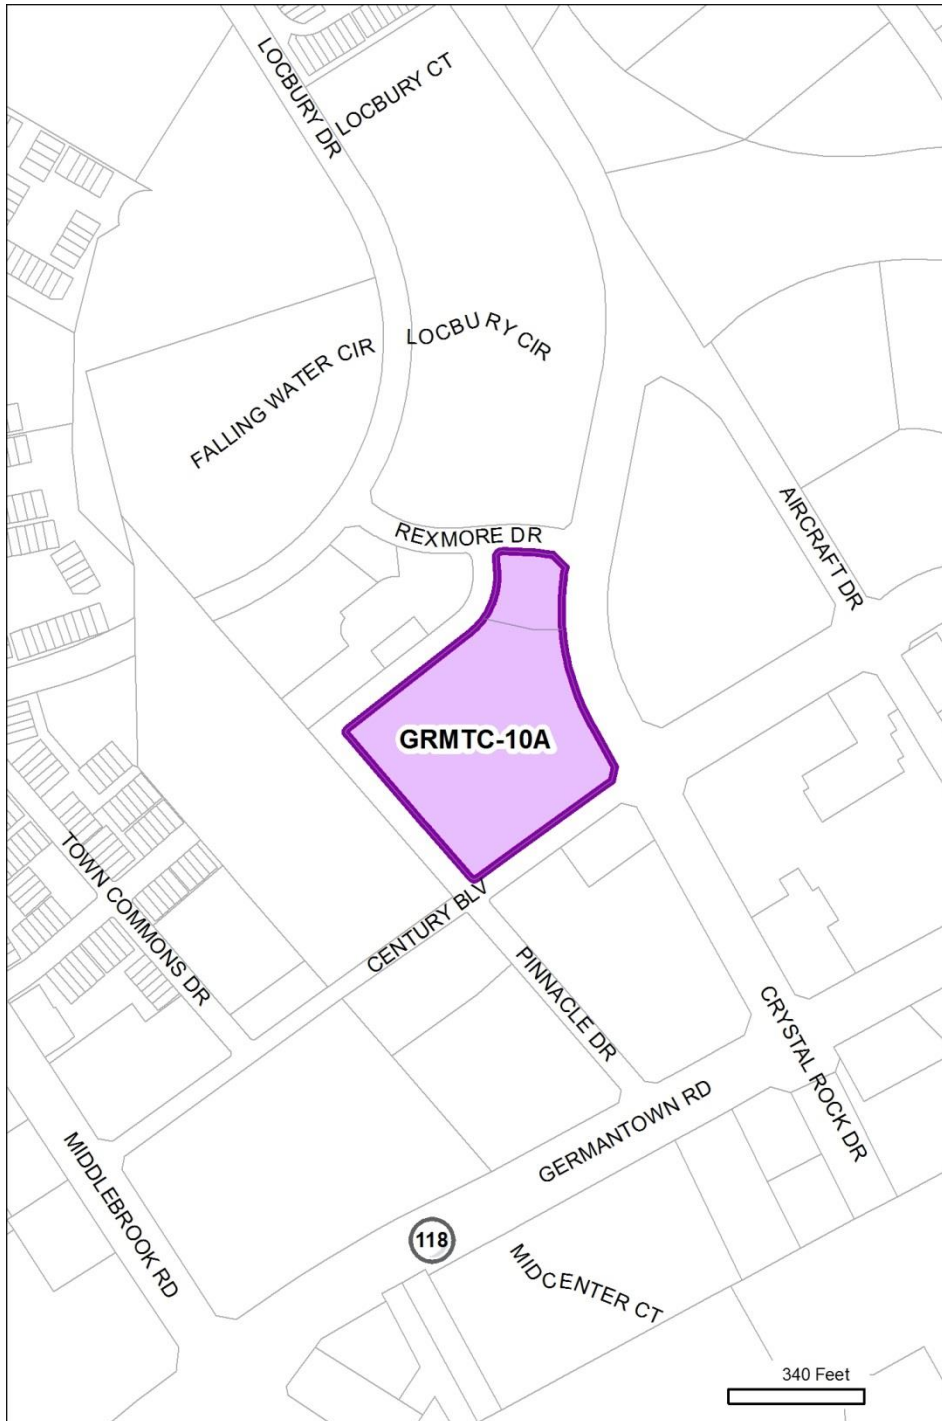 LOCBURY DR
LOCBURY CT
LOCBURY CIR
FALLING WATER CIR
REXMORE DR
AIRCRAFT DR
GRMTC-10A
TOWN COMMONS DR
CENTURY BLV
PINNACLE DR
CRYSTAL ROCK DR
GERMANTOWN RD
MIDDLEBROOK RD
118
MIDCENTER CT
340 Feet